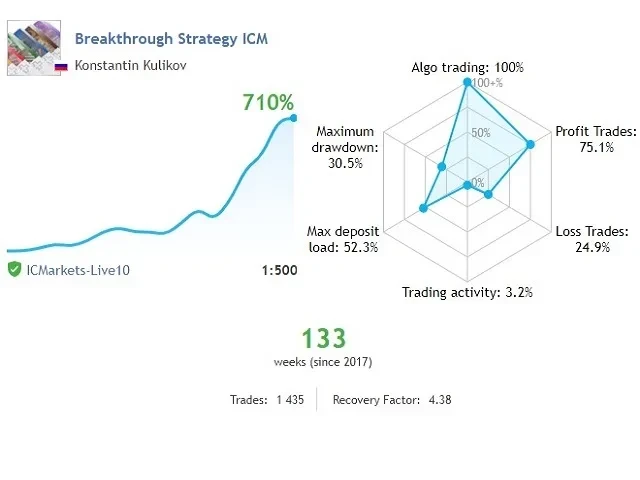 Breakthrough Strategy ICM
Konstantin Kulikov
710%
ICMarkets-Live10
1:500
Algo trading: 100%
100+%
Maximum
drawdown:
30.5%
50%
Profit Trades:
75.1%
0%
Max deposit
load: 52.3%
Loss Trades:
24.9%
Trading activity: 3.2%
133
weeks (since 2017)
Trades: 1 435
Recovery Factor: 4.38